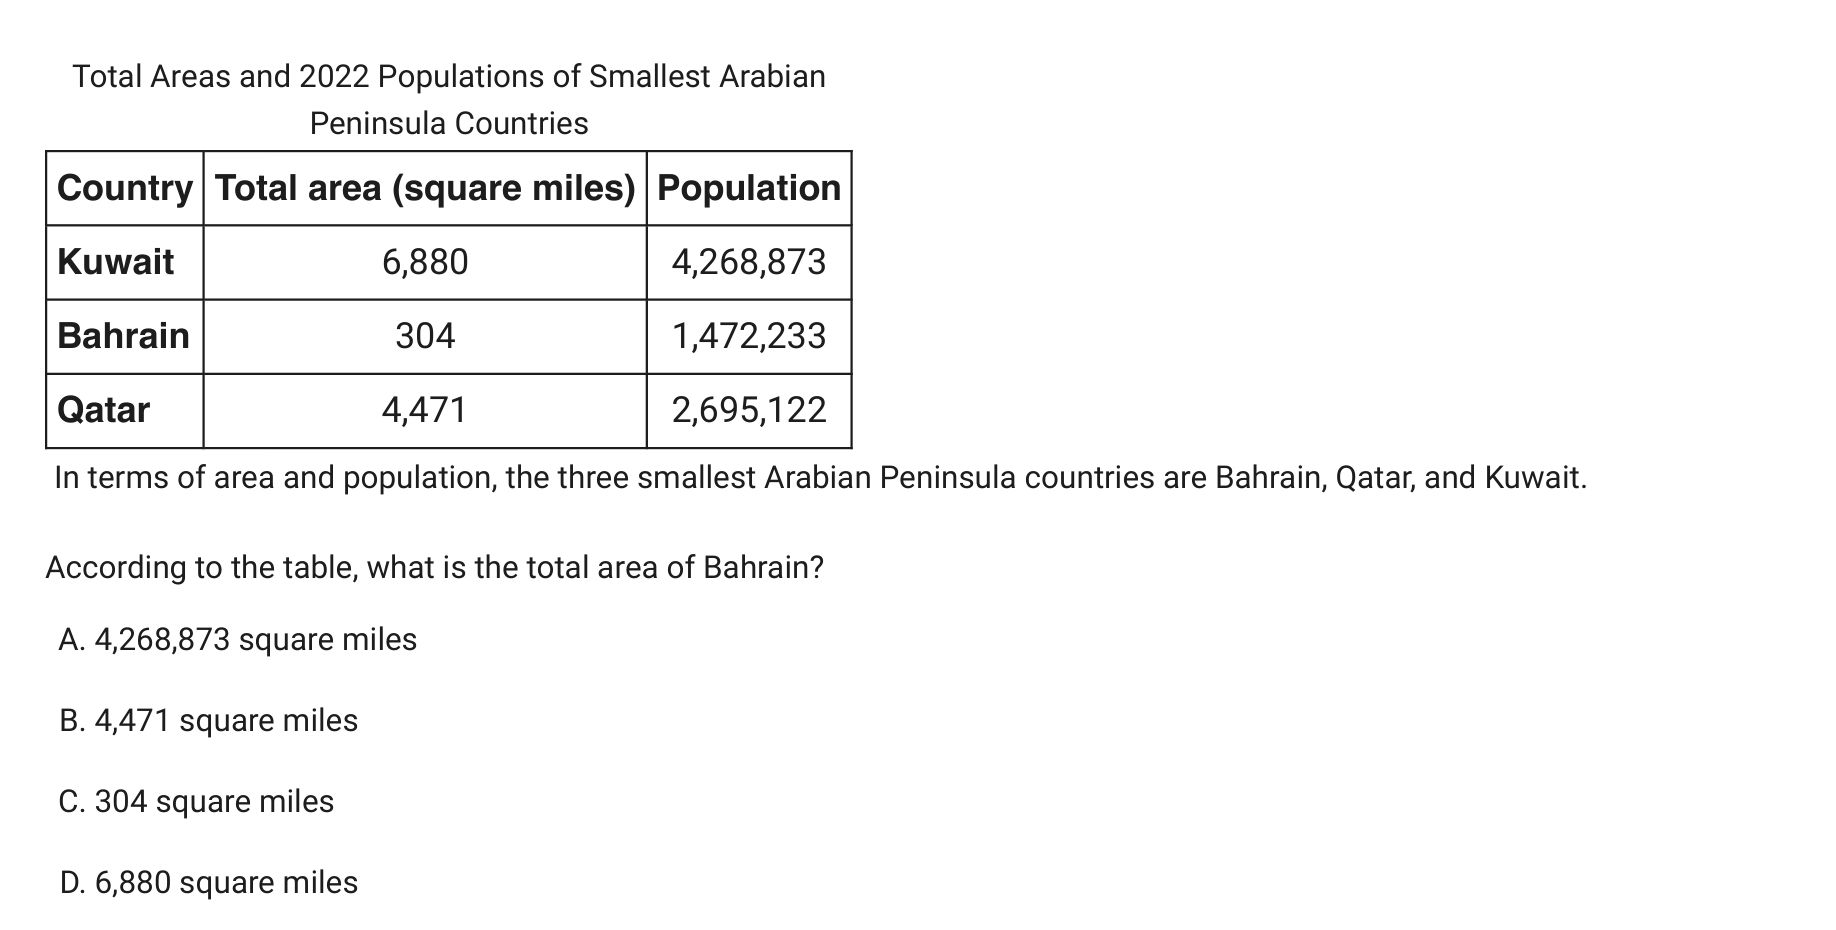 Total Areas and 2022 Populations of Smallest Arabian
Peninsula Countries
Country Total area (square miles) Population
Kuwait 6,880 4,268,873
Bahrain 304 1,472,233
Qatar 4,471 2,695,122
In terms of area and population, the three smallest Arabian Peninsula countries are Bahrain, Qatar, and Kuwait.
According to the table, what is the total area of Bahrain?
A. 4,268,873 square miles
B. 4,471 square miles
C. 304 square miles
D. 6,880 square miles